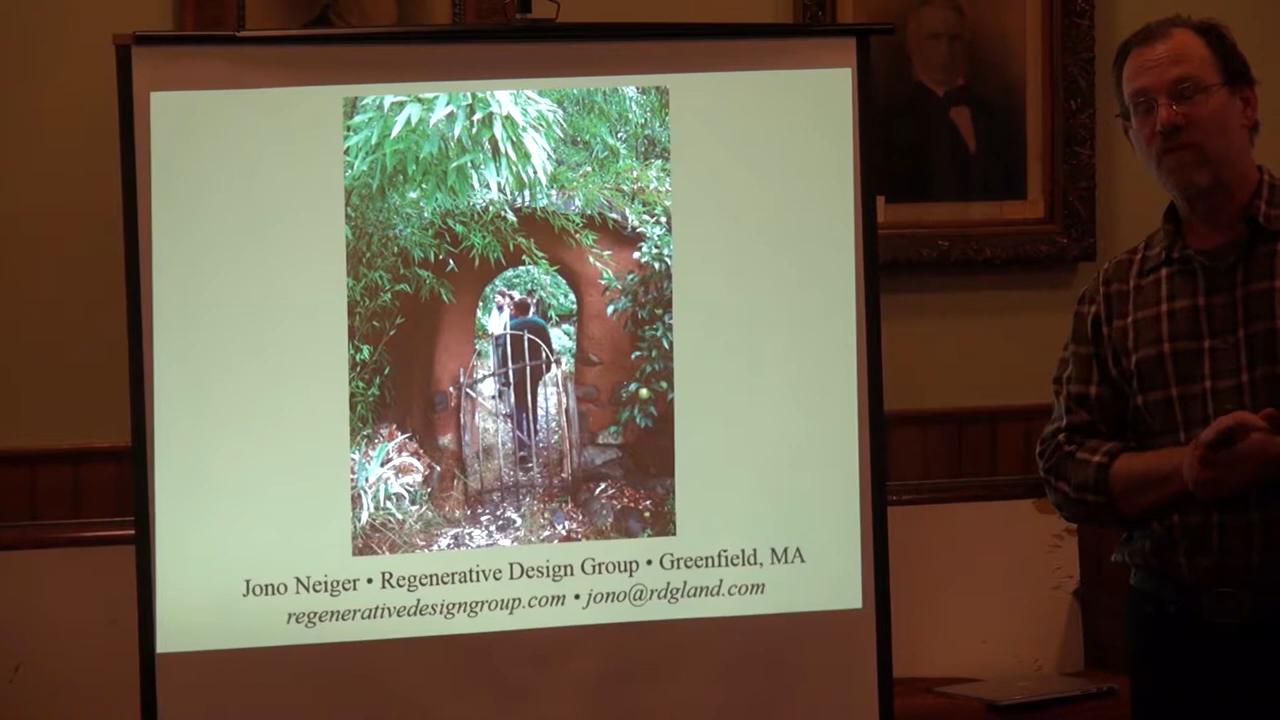 Jono Neiger • Regenerative Design Group • Greenfield, MA
regenerativedesigngroup.com • jono@rdgland.com